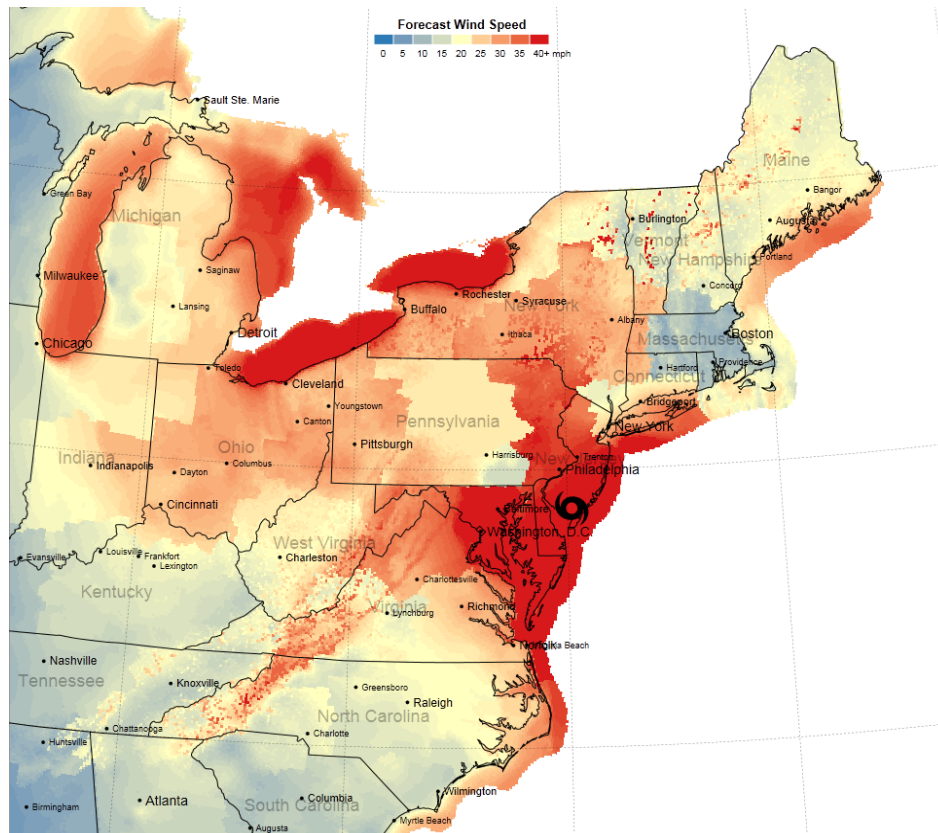 Forecast Wind Speed
0 5 10 15 20 25 30 35 40+ mph
Sault Ste. Marie
Maine
Green Bay
Bangor
Michigan
Burlington
Augusta
Vermont
New Hampshire
Portland
Milwaukee
Saginaw
Concord
Rochester
Syracuse
New York
Lansing
Buffalo
Albany
Detroit
Ithaca
Boston
Massachusetts
Chicago
Providence
Toledo
Hartford
Connecticut
Cleveland
Bridgeport
Youngstown
Pennsylvania
Canton
New York
Ohio
Pittsburgh
Indiana
Harrisburg
New
Trenton
Indianapolis
Columbus
Dayton
Philadelphia
Cincinnati
Washington, D.C.
West Virginia
Louisville
Frankfort
Evansville
Charleston
Lexington
Kentucky
Charlottesville
Virginia
Richmond
Lynchburg
Norfolk
Beach
Nashville
Tennessee
Knoxville
Greensboro
Raleigh
North Carolina
Chattanooga
Charlotte
Huntsville
Wilmington
Birmingham
Atlanta
Columbia
South Carolina
Myrtle Beach
Augusta